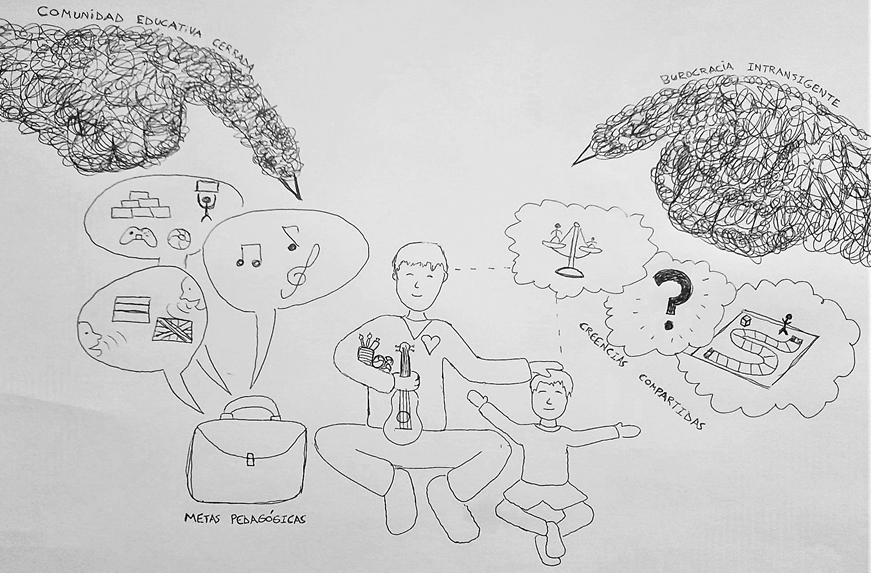 COMUNIDAD EDUCATIVA CERRADA
BUROCRACIA INTRANSIGENTE
?
CREENCIAS COMPARTIDAS
METAS PEDAGÓGICAS